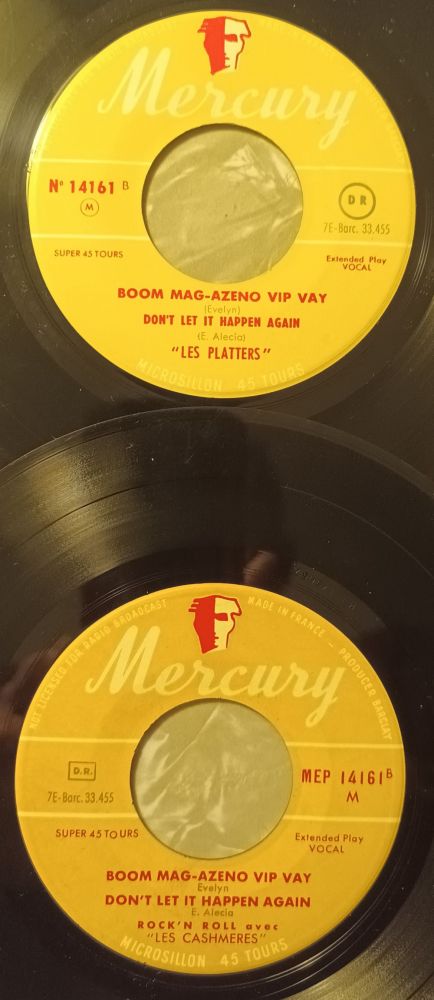 Mercury
Nº 14161 B
M
D R
7E-Barc. 33.455
SUPER 45 TOURS
Extended Play
VOCAL
BOOM MAG-AZENO VIP VAY
(Evelyn)
DON'T LET IT HAPPEN AGAIN
(E. Alecia)
"LES PLATTERS"
MICROSILLON 45 TOURS
NOT LICENSED FOR RADIO BROADCAST
MADE IN FRANCE - PRODUCER BARCLAY
Mercury
D.R.
MEP 14161 B
7E-Barc. 33.455
M
SUPER 45 TOURS
Extended Play
VOCAL
BOOM MAG-AZENO VIP VAY
Evelyn
DON'T LET IT HAPPEN AGAIN
E. Alecia
ROCK'N ROLL avec
"LES CASHMERES"
MICROSILLON 45 TOURS